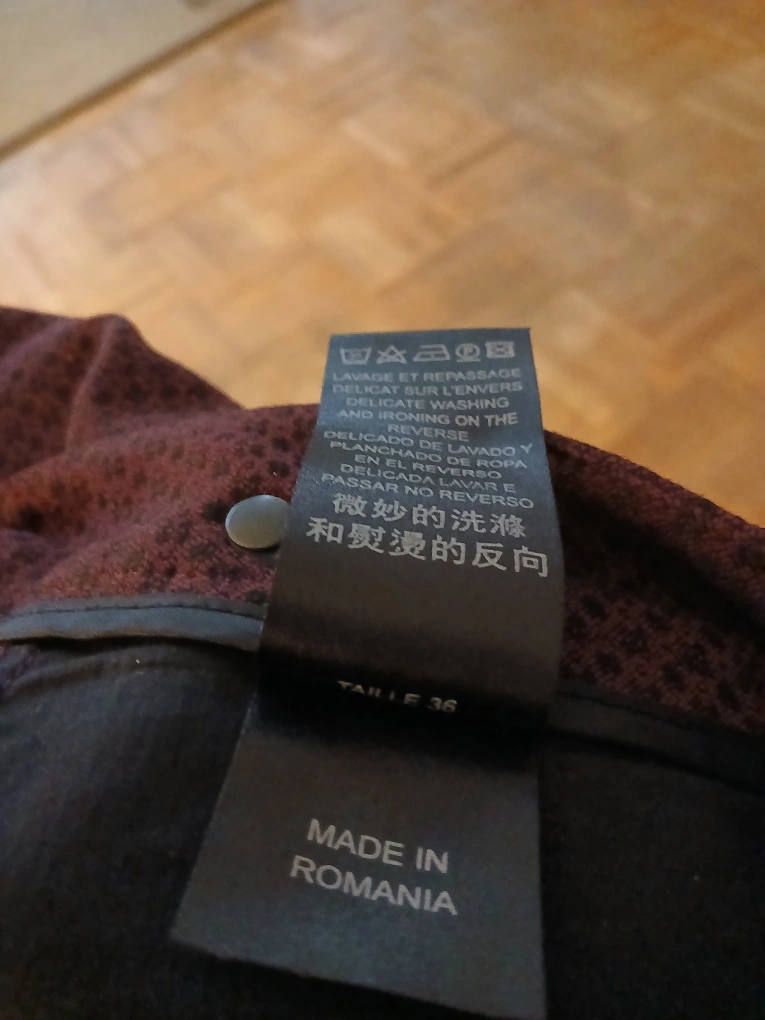 LAVAGE ET REPASSAGE
DELICAT SUR L'ENVERS
DELICATE WASHING
AND IRONING ON THE
REVERSE
DELICADO DE LAVADO Y
PLANCHADO DE ROPA
EN EL REVERSO
DELICADA LAVAR E
PASSAR NO REVERSO
微妙的洗滌
和熨燙的反向
TAILLE 36
MADE IN
ROMANIA